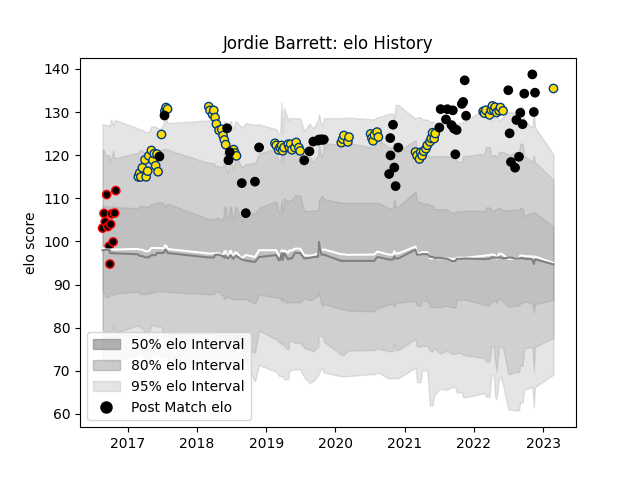 Jordie Barrett: elo History
elo score
140
130
120
110
100
90
80
70
60
50% elo Interval
80% elo Interval
95% elo Interval
Post Match elo
2017 2018 2019 2020 2021 2022 2023